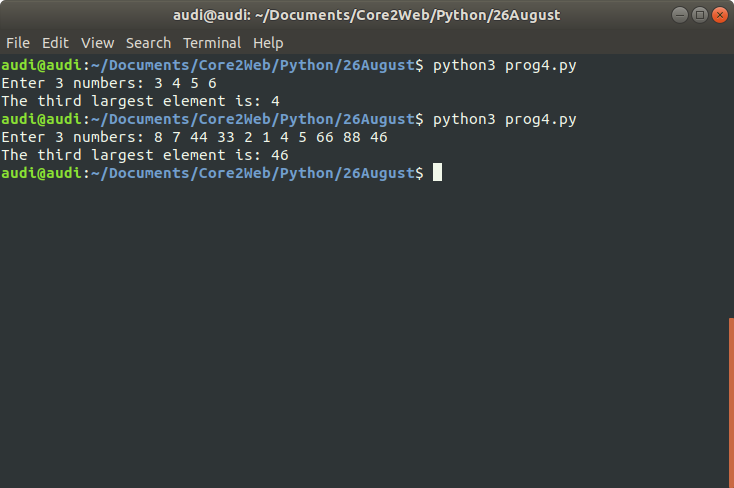 audi@audi: ~/Documents/Core2Web/Python/26August
File Edit View Search Terminal Help
audi@audi:~/Documents/Core2Web/Python/26August$ python3 prog4.py
Enter 3 numbers: 3 4 5 6
The third largest element is: 4
audi@audi:~/Documents/Core2Web/Python/26August$ python3 prog4.py
Enter 3 numbers: 8 7 44 33 2 1 4 5 66 88 46
The third largest element is: 46
audi@audi:~/Documents/Core2Web/Python/26August$